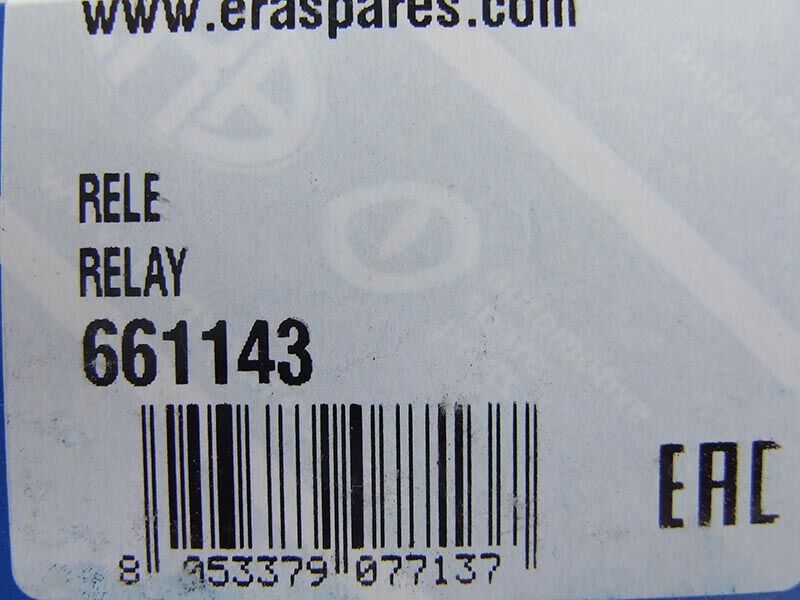 www.eraspares.com
RELE
RELAY
661143
EAC
8 053379 077137